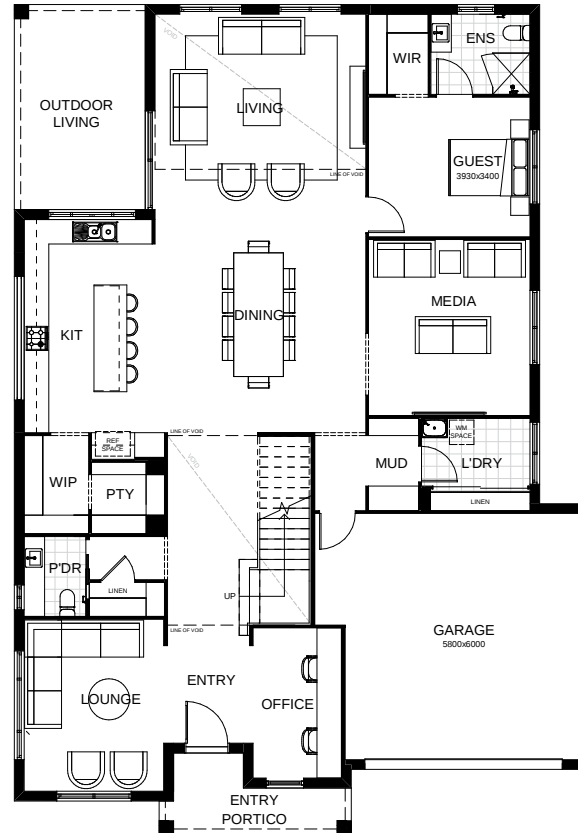 ENS
WIR
VOID
OUTDOOR
LIVING
LIVING
GUEST
3930x3400
LINE OF VOID
MEDIA
DINING
KIT
LINE OF VOID
REF
SPACE
WM
SPACE
VOID
MUD
L'DRY
WIP
PTY
LINEN
P'DR
LINEN
UP
LINE OF VOID
GARAGE
5800x6000
ENTRY
LOUNGE
OFFICE
ENTRY
PORTICO